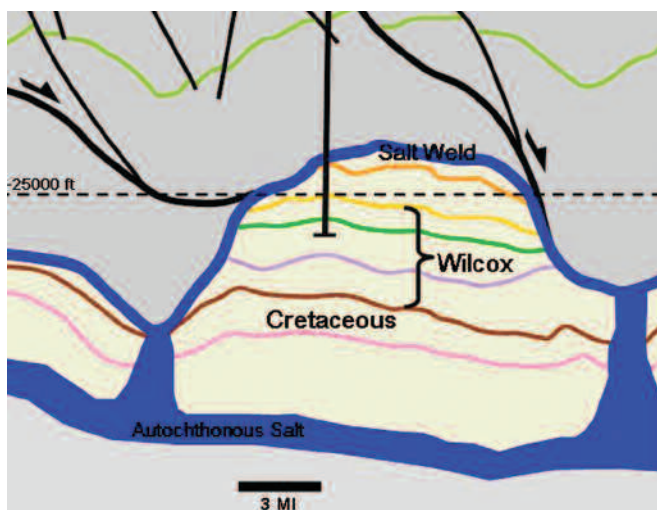 Salt Weld
-25000 ft
Wilcox
Cretaceous
Autochthonous Salt
3 MI